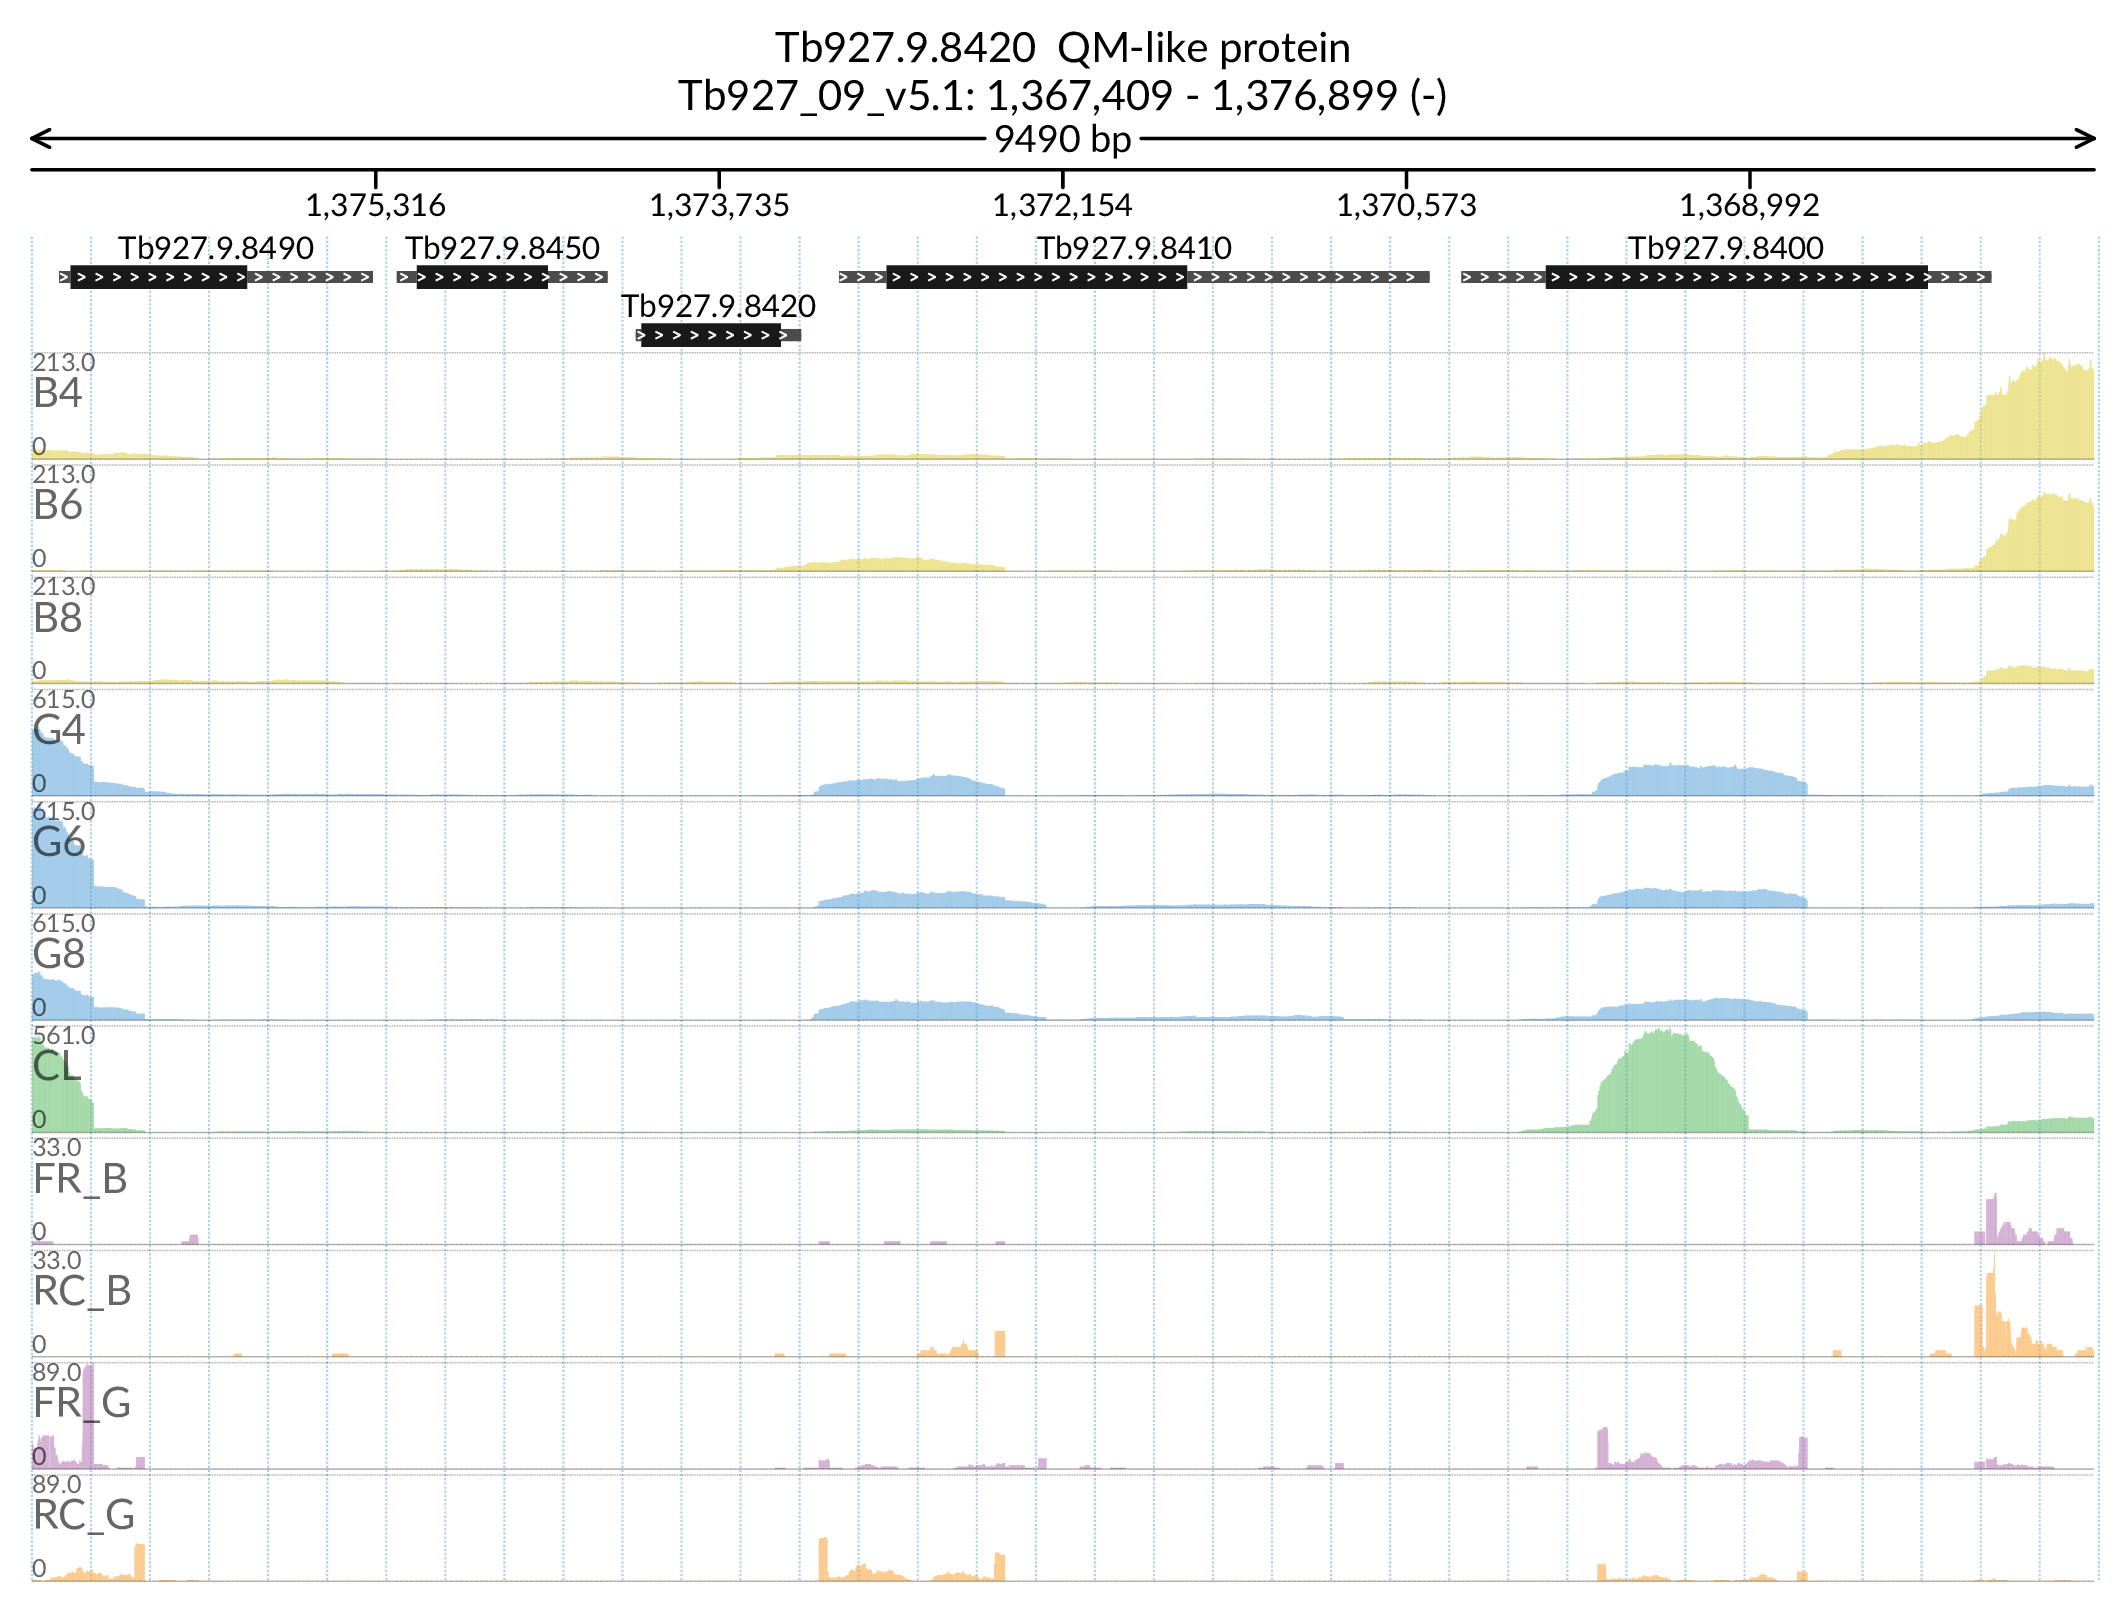 Tb927.9.8420 QM-like protein
Tb927_09_v5.1: 1,367,409 - 1,376,899 (-)
9490 bp
1,375,316 1,373,735 1,372,154 1,370,573 1,368,992
Tb927.9.8490 Tb927.9.8450 Tb927.9.8410 Tb927.9.8400
Tb927.9.8420
213.0
B4
0
213.0
B6
0
213.0
B8
0
615.0
G4
0
615.0
G6
0
615.0
G8
0
561.0
CL
0
33.0
FR_B
0
33.0
RC_B
0
89.0
FR_G
0
89.0
RC_G
0